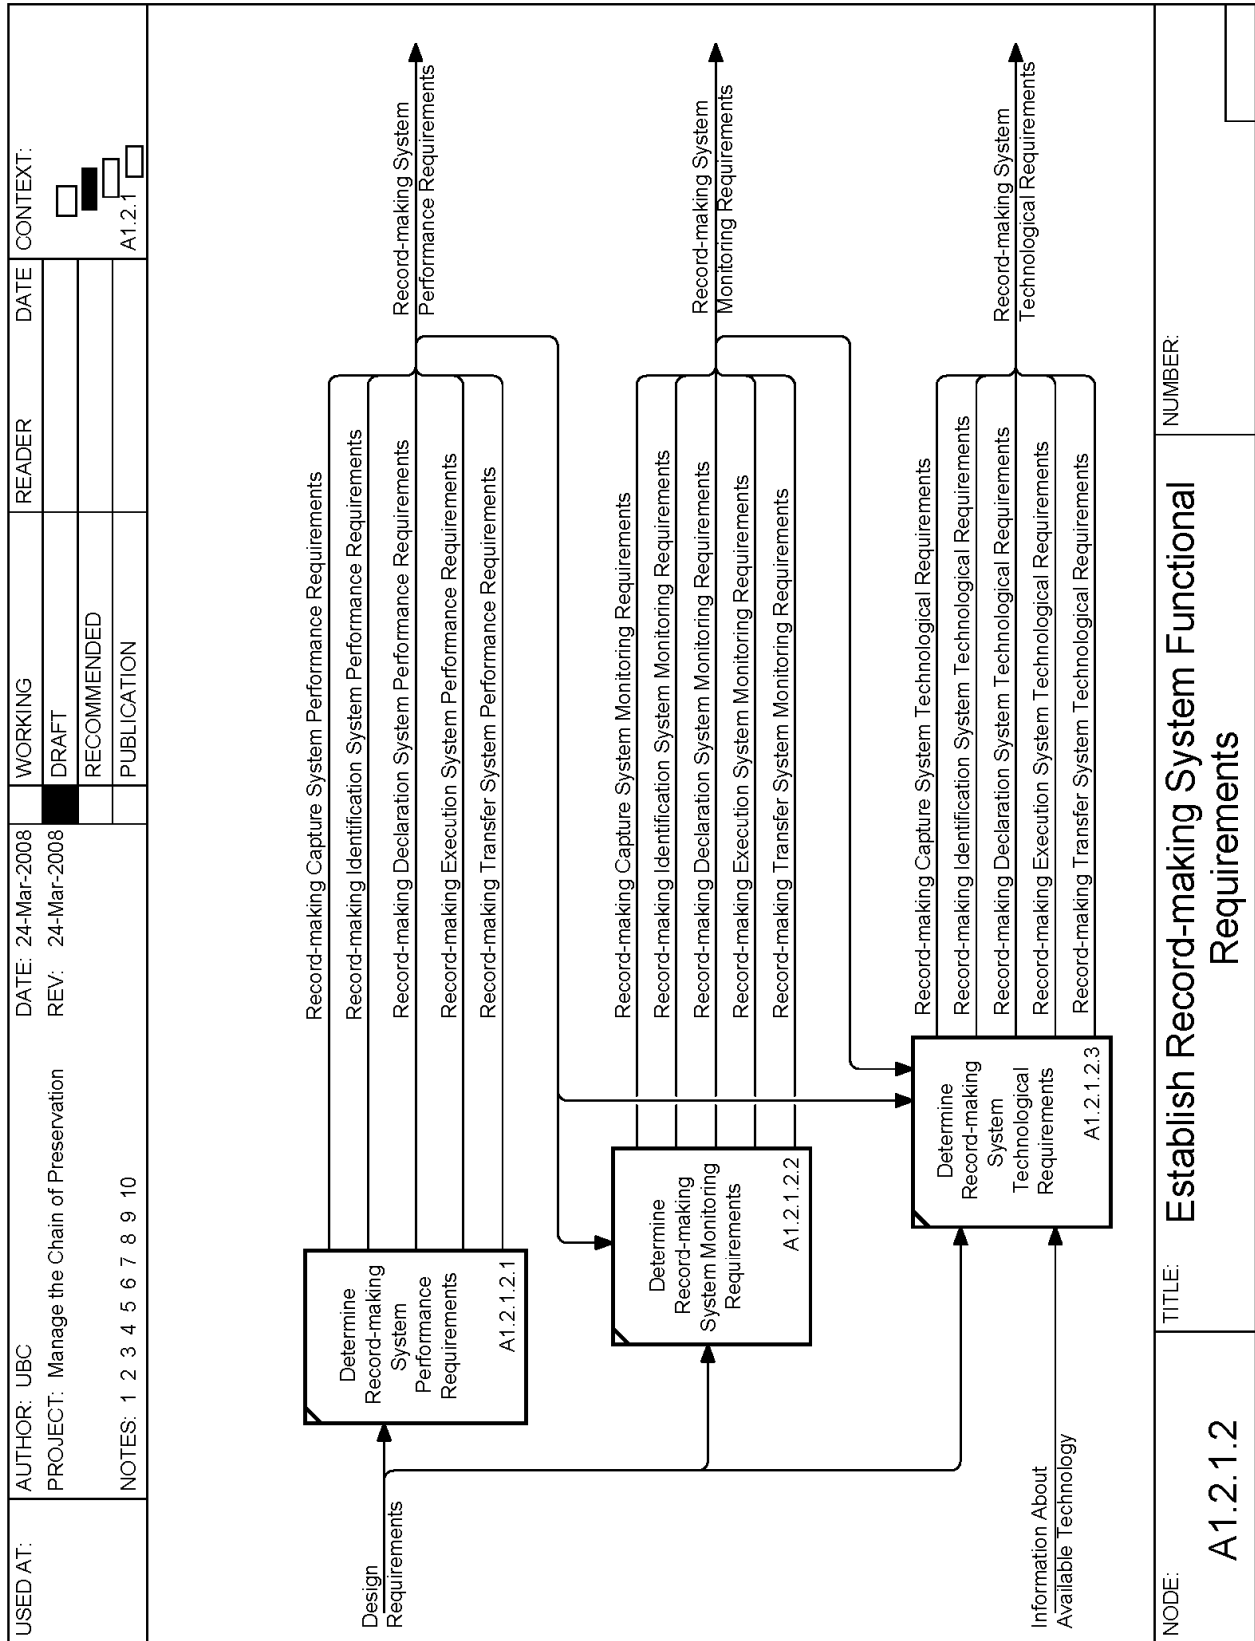 USED AT:
AUTHOR: UBC
PROJECT: Manage the Chain of Preservation
NOTES: 1 2 3 4 5 6 7 8 9 10
DATE: 24-Mar-2008
REV: 24-Mar-2008
WORKING
DRAFT
RECOMMENDED
PUBLICATION
READER
DATE
CONTEXT:
A1.2.1
Design
Requirements
Information About
Available Technology
Determine
Record-making
System
Performance
Requirements
A1.2.1.2.1
Record-making Capture System Performance Requirements
Record-making Identification System Performance Requirements
Record-making Declaration System Performance Requirements
Record-making Execution System Performance Requirements
Record-making Transfer System Performance Requirements
Record-making System
Performance Requirements
Determine
Record-making
System Monitoring
Requirements
A1.2.1.2.2
Record-making Capture System Monitoring Requirements
Record-making Identification System Monitoring Requirements
Record-making Declaration System Monitoring Requirements
Record-making Execution System Monitoring Requirements
Record-making Transfer System Monitoring Requirements
Record-making System
Monitoring Requirements
Determine
Record-making
System
Technological
Requirements
A1.2.1.2.3
Record-making Capture System Technological Requirements
Record-making Identification System Technological Requirements
Record-making Declaration System Technological Requirements
Record-making Execution System Technological Requirements
Record-making Transfer System Technological Requirements
Record-making System
Technological Requirements
NODE:
A1.2.1.2
TITLE:
Establish Record-making System Functional
Requirements
NUMBER: